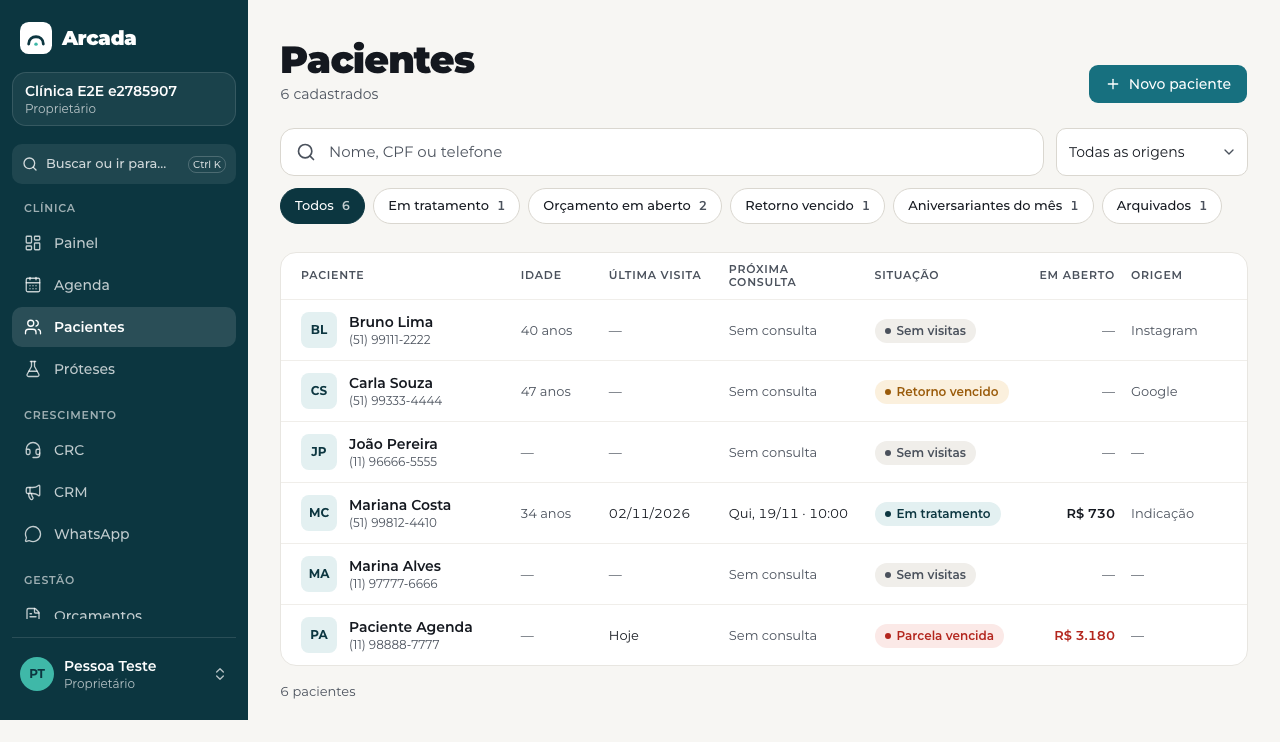 Arcada
Clínica E2E e2785907
Proprietário
Buscar ou ir para...
Ctrl K
CLÍNICA
Painel
Agenda
Pacientes
Próteses
CRESCIMENTO
CRC
CRM
WhatsApp
GESTÃO
Orçamentos
PT
Pessoa Teste
Proprietário
Pacientes
6 cadastrados
Novo paciente
Nome, CPF ou telefone
Todas as origens
Todos 6
Em tratamento 1
Orçamento em aberto 2
Retorno vencido 1
Aniversariantes do mês 1
Arquivados 1
PACIENTE IDADE ÚLTIMA VISITA PRÓXIMA CONSULTA SITUAÇÃO EM ABERTO ORIGEM
BL Bruno Lima 40 anos — Sem consulta Sem visitas — Instagram
(51) 99111-2222
CS Carla Souza 47 anos — Sem consulta Retorno vencido — Google
(51) 99333-4444
JP João Pereira — — Sem consulta Sem visitas — —
(11) 96666-5555
MC Mariana Costa 34 anos 02/11/2026 Qui, 19/11 · 10:00 Em tratamento R$ 730 Indicação
(51) 99812-4410
MA Marina Alves — — Sem consulta Sem visitas — —
(11) 97777-6666
PA Paciente Agenda — Hoje Sem consulta Parcela vencida R$ 3.180 —
(11) 98888-7777
6 pacientes